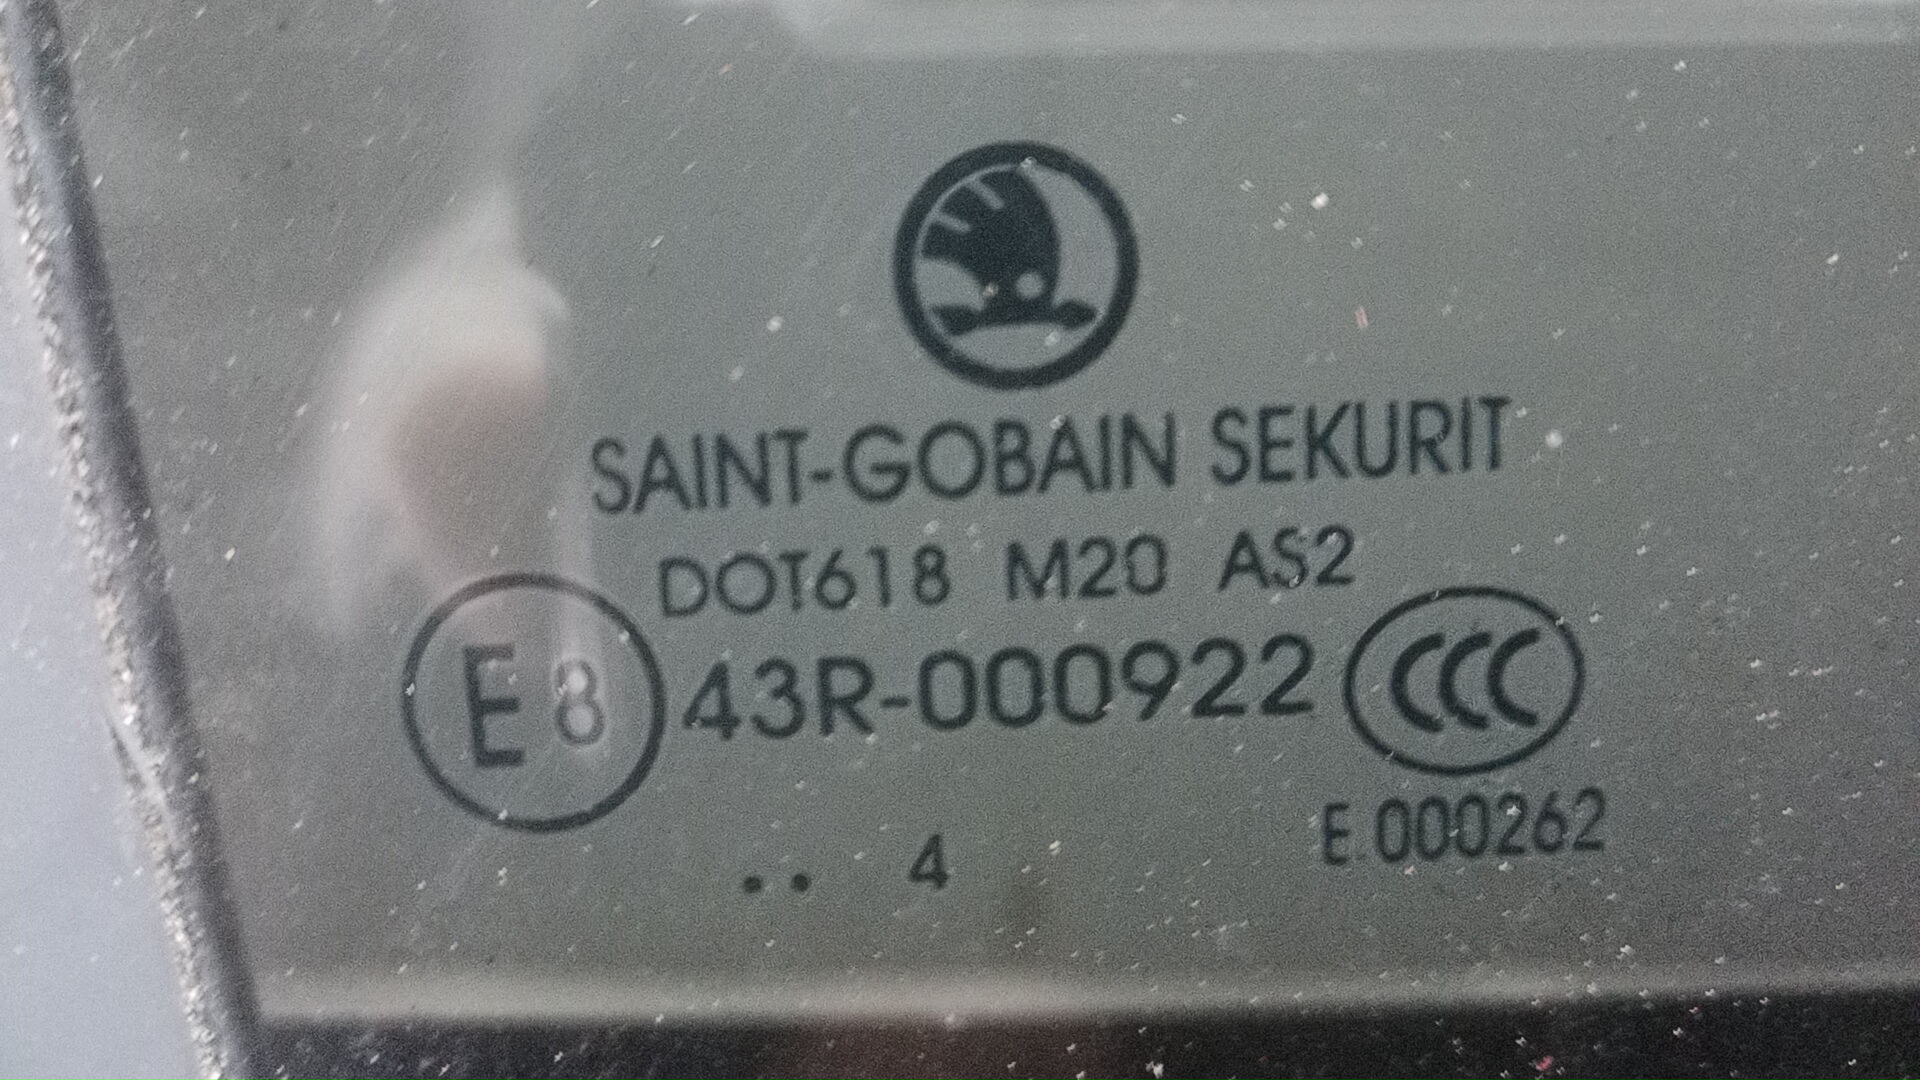 SAINT-GOBAIN SEKURIT
DOT618 M20 AS2
E8 43R-000922 CCC
E 000262
.. 4